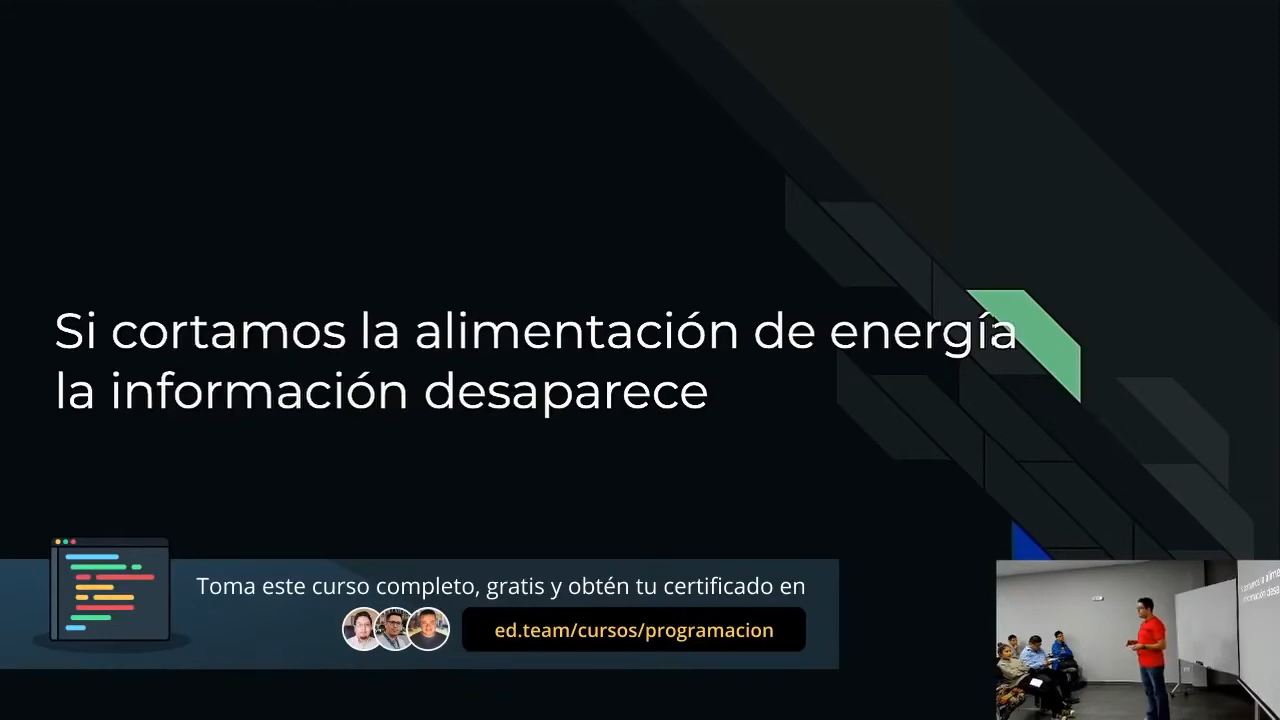 Si cortamos la alimentación de energía
la información desaparece
Toma este curso completo, gratis y obtén tu certificado en
ed.team/cursos/programacion